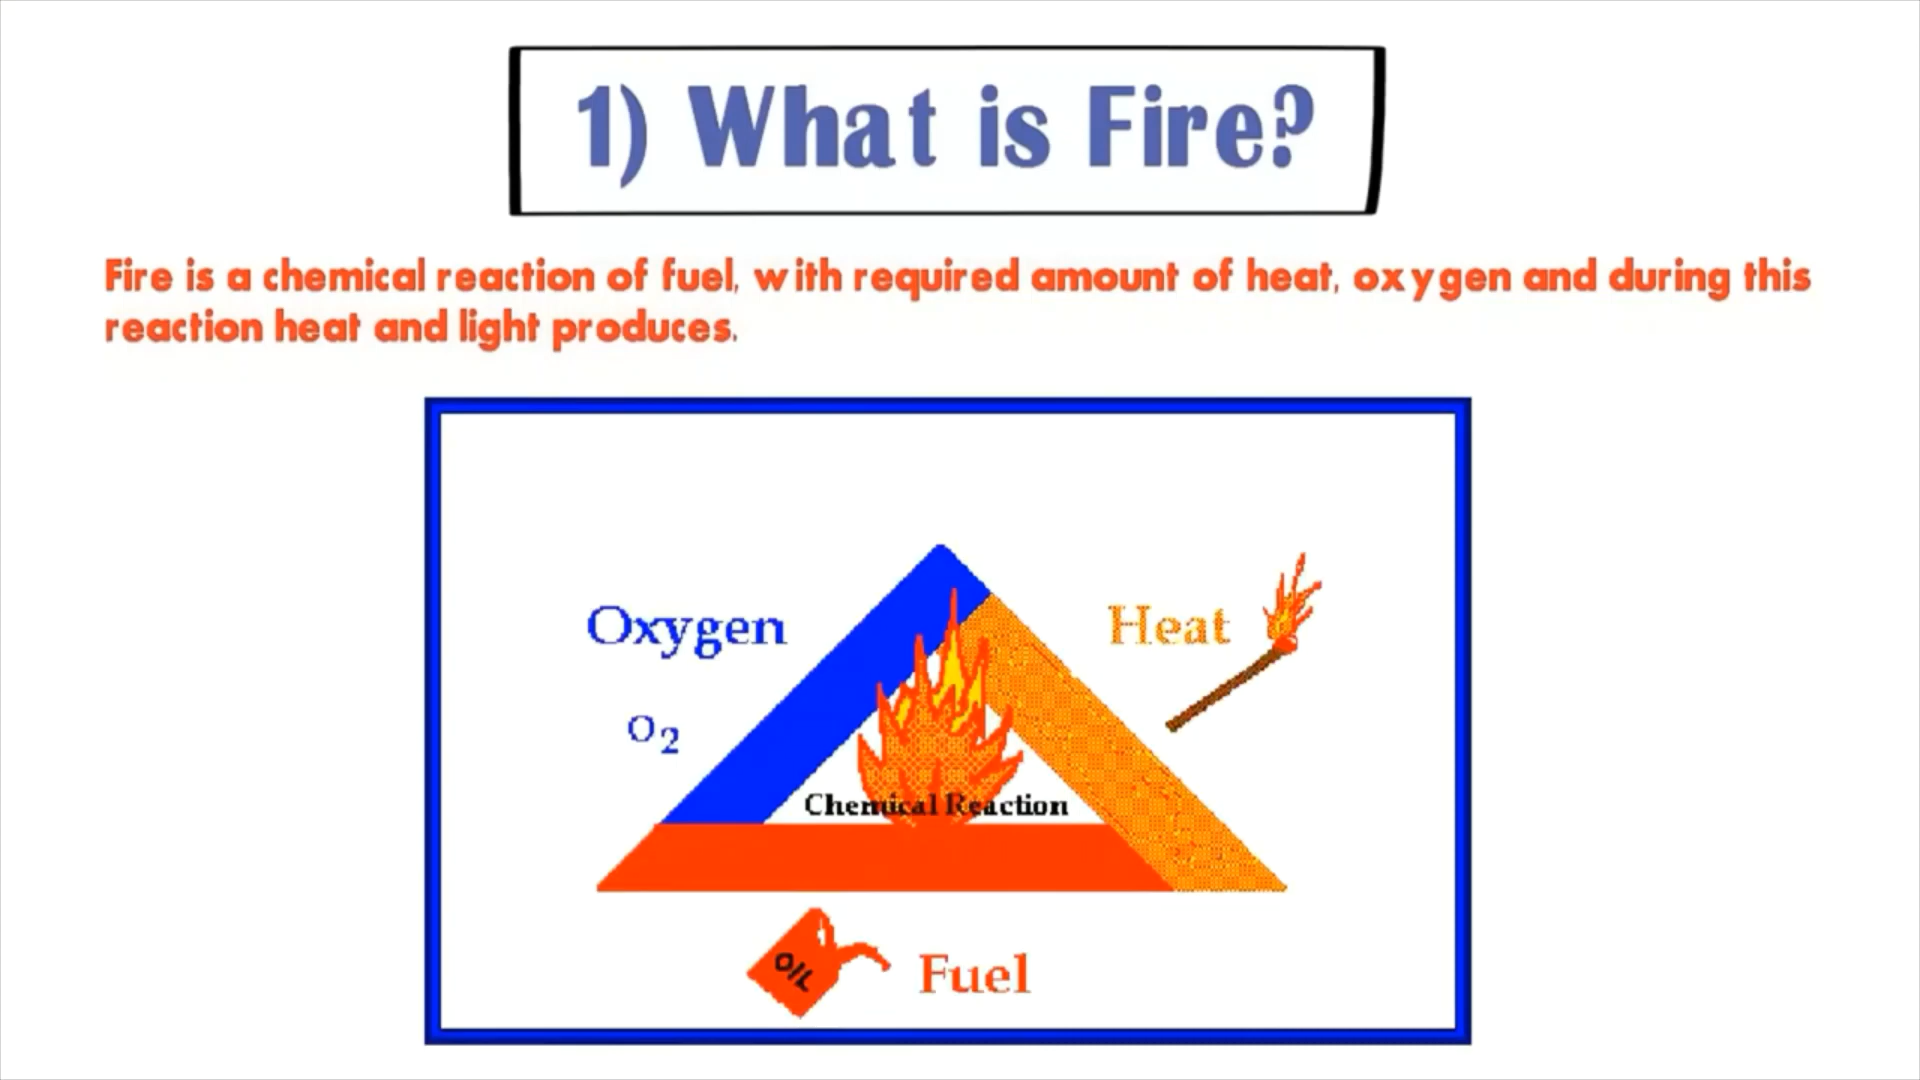 1) What is Fire?
Fire is a chemical reaction of fuel, with required amount of heat, oxygen and during this
reaction heat and light produces.
Oxygen
Heat
O2
Chemical Reaction
OIL
Fuel